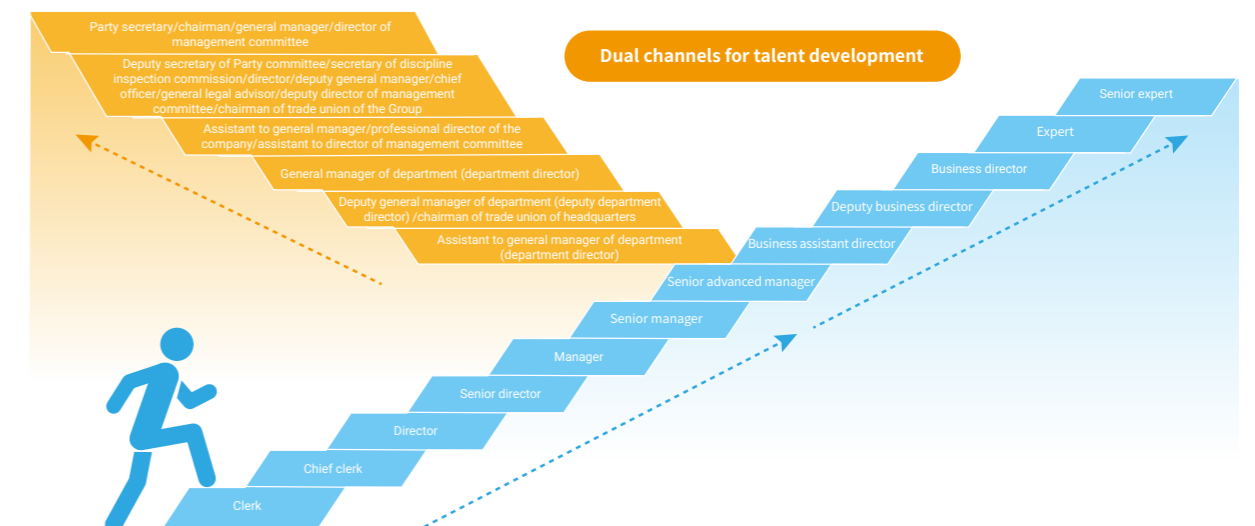 Dual channels for talent development
Party secretary/chairman/general manager/director of
management committee
Deputy secretary of Party committee/secretary of discipline
inspection commission/director/deputy general manager/chief
officer/general legal advisor/deputy director of management
committee/chairman of trade union of the Group
Assistant to general manager/professional director of the
company/assistant to director of management committee
General manager of department (department director)
Deputy general manager of department (deputy department
director) /chairman of trade union of headquarters
Assistant to general manager of department
(department director)
Senior expert
Expert
Business director
Deputy business director
Business assistant director
Senior advanced manager
Senior manager
Manager
Senior director
Director
Chief clerk
Clerk